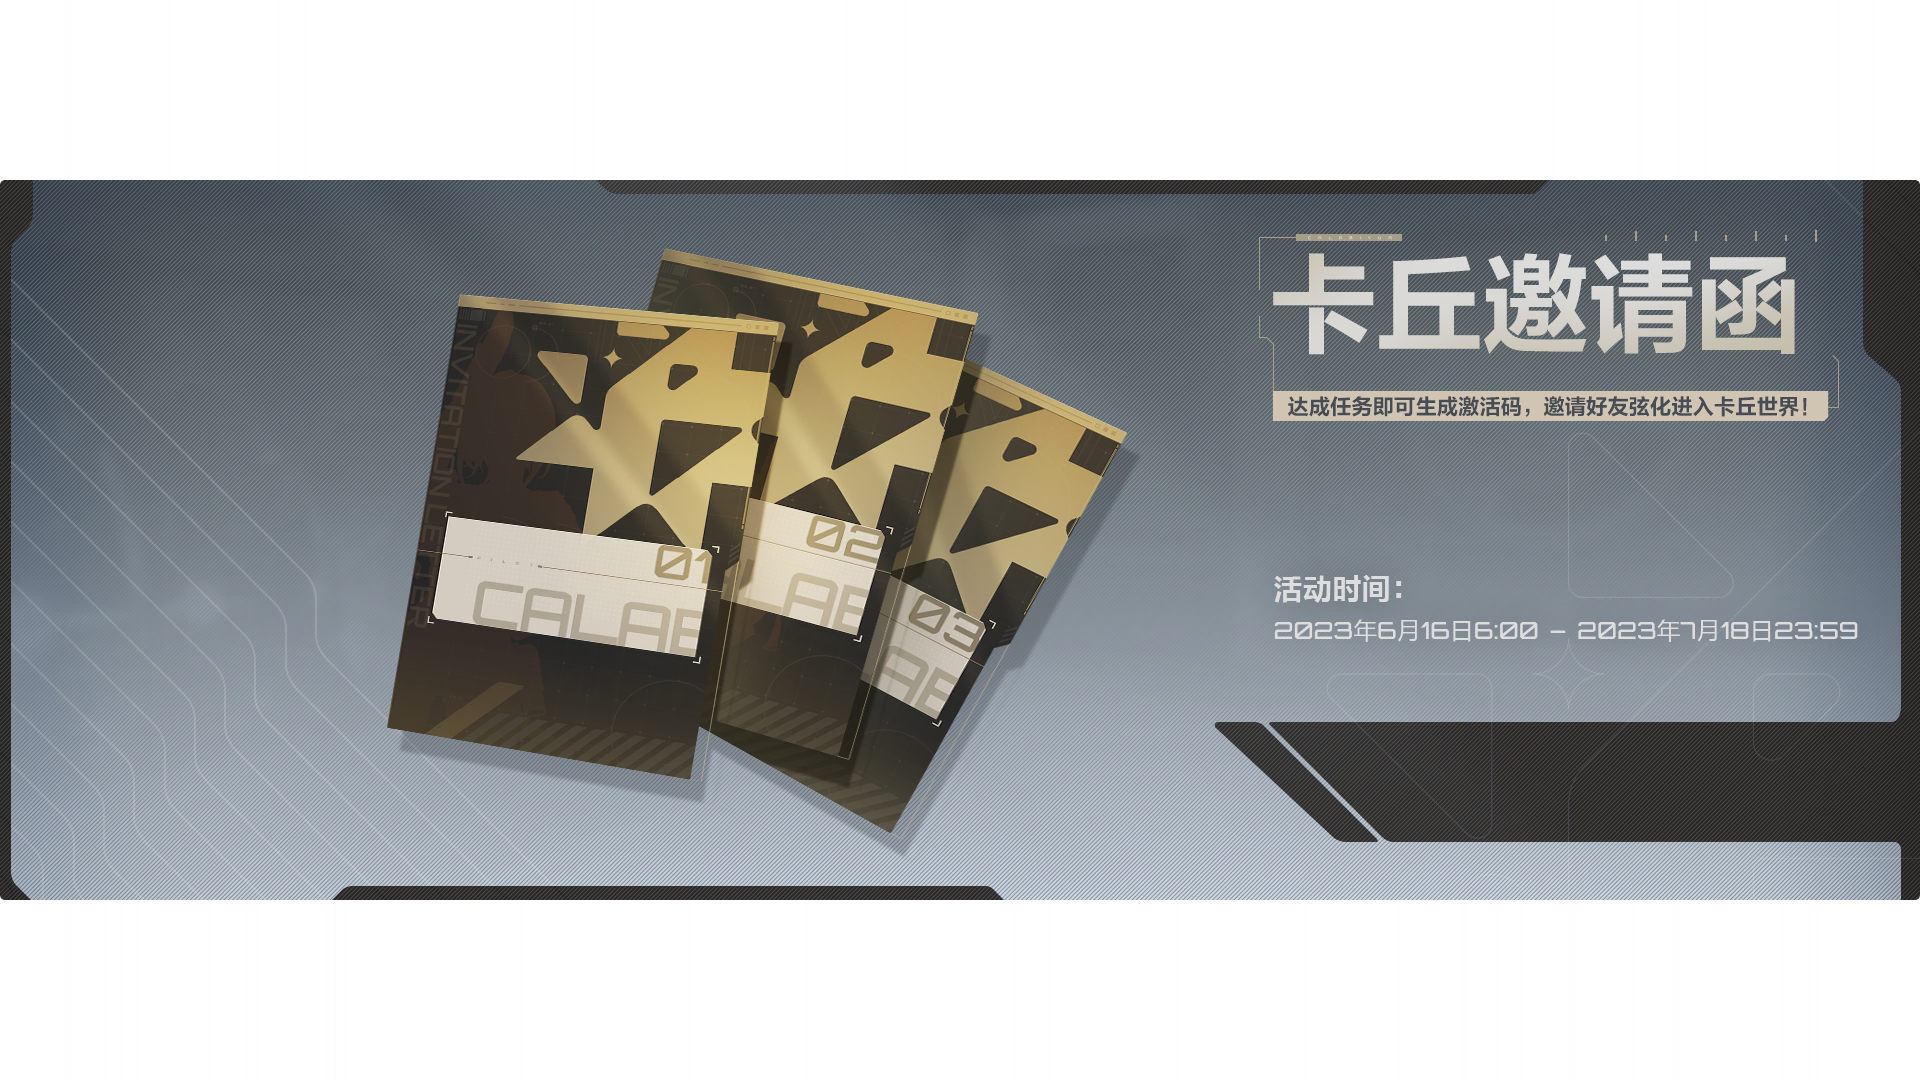 卡丘邀请函
达成任务即可生成激活码，邀请好友弦化进入卡丘世界！
活动时间：
2023年6月16日6:00 – 2023年7月18日23:59
INVITATION LETTER
01
CALAB
IN
02
LAB
03
AB